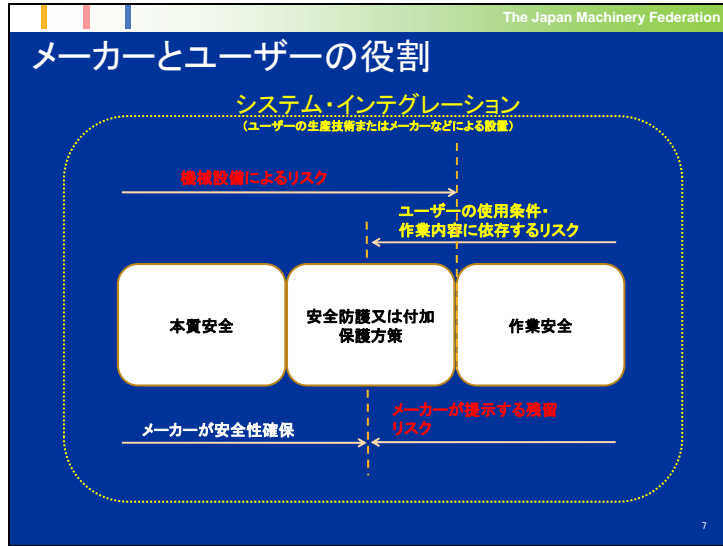 The Japan Machinery Federation
メーカーとユーザーの役割
システム・インテグレーション
(ユーザーの生産技術またはメーカーなどによる設置)
機械設備によるリスク
ユーザーの使用条件・
作業内容に依存するリスク
本質安全
安全防護又は付加
保護方策
作業安全
メーカーが安全性確保
メーカーが提示する残留
リスク
7